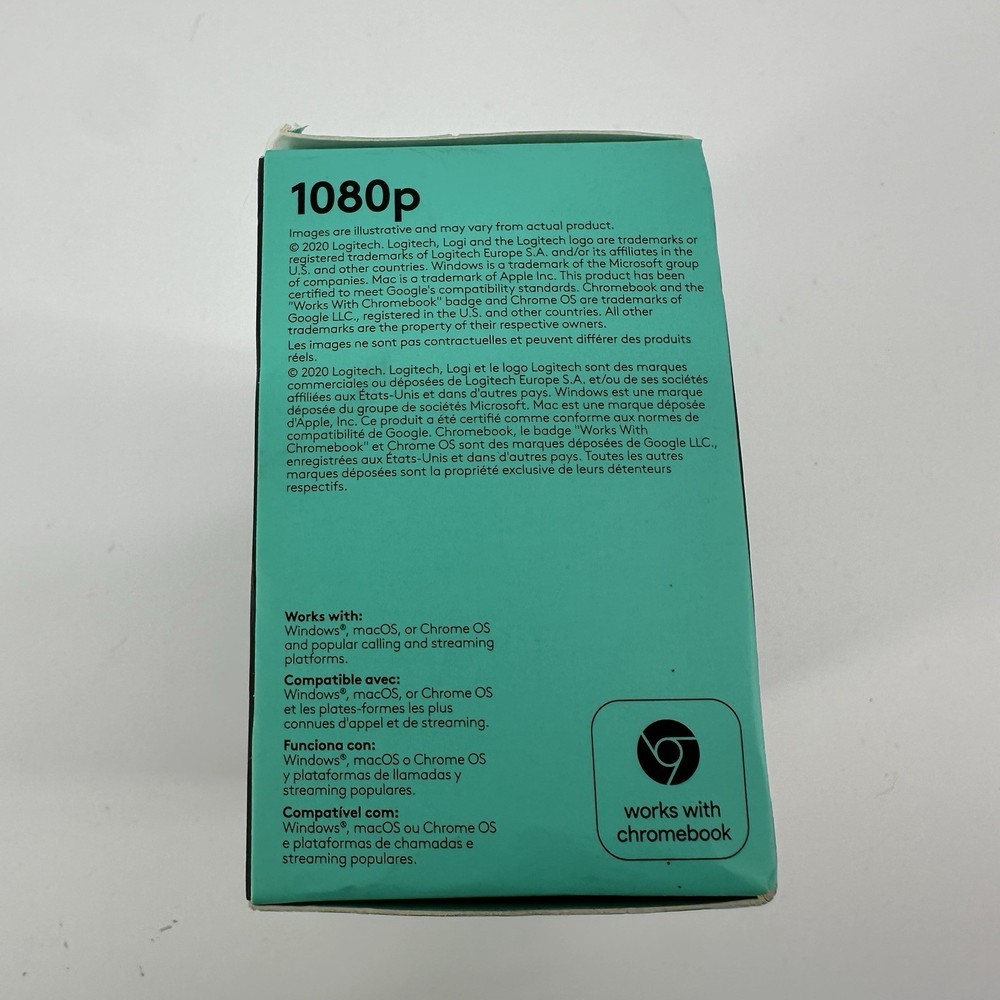 1080p
Images are illustrative and may vary from actual product.
© 2020 Logitech. Logitech, Logi and the Logitech logo are trademarks or
registered trademarks of Logitech Europe S.A. and/or its affiliates in the
U.S. and other countries. Windows is a trademark of the Microsoft group
of companies. Mac is a trademark of Apple Inc. This product has been
certified to meet Google's compatibility standards. Chromebook and the
"Works With Chromebook" badge and Chrome OS are trademarks of
Google LLC., registered in the U.S. and other countries. All other
trademarks are the property of their respective owners.
Les images ne sont pas contractuelles et peuvent différer des produits
réels.
© 2020 Logitech. Logitech, Logi et le logo Logitech sont des marques
commerciales ou déposées de Logitech Europe S.A. et/ou de ses sociétés
affiliées aux États-Unis et dans d'autres pays. Windows est une marque
déposée du groupe de sociétés Microsoft. Mac est une marque déposée
d'Apple, Inc. Ce produit a été certifié comme conforme aux normes de
compatibilité de Google. Chromebook, le badge "Works With
Chromebook" et Chrome OS sont des marques déposées de Google LLC.,
enregistrées aux États-Unis et dans d'autres pays. Toutes les autres
marques déposées sont la propriété exclusive de leurs détenteurs
respectifs.
Works with:
Windows®, macOS, or Chrome OS
and popular calling and streaming
platforms.
Compatible avec:
Windows®, macOS, or Chrome OS
et les plates-formes les plus
connues d'appel et de streaming.
Funciona con:
Windows®, macOS o Chrome OS
y plataformas de llamadas y
streaming populares.
Compatível com:
Windows®, macOS ou Chrome OS
e plataformas de chamadas e
streaming populares.
works with
chromebook